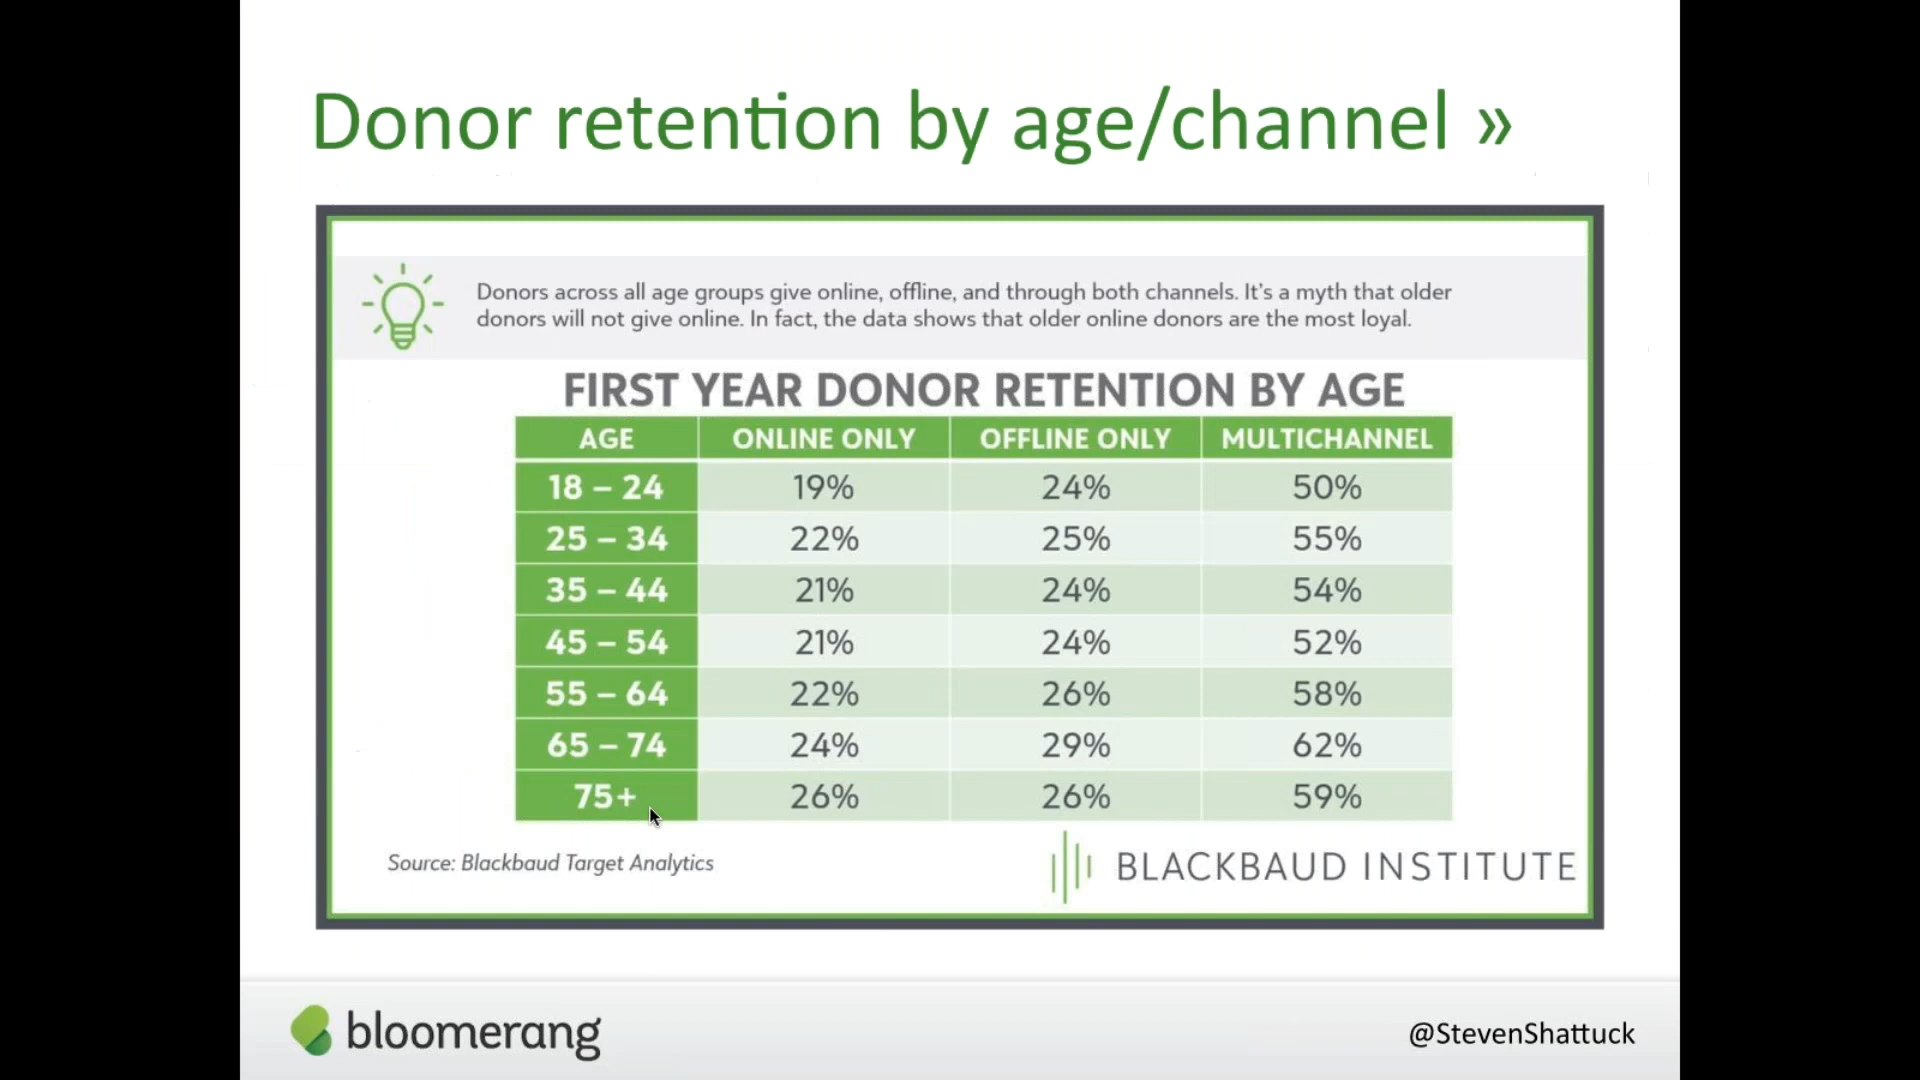 Donor retention by age/channel »
Donors across all age groups give online, offline, and through both channels. It's a myth that older
donors will not give online. In fact, the data shows that older online donors are the most loyal.
FIRST YEAR DONOR RETENTION BY AGE
AGE ONLINE ONLY OFFLINE ONLY MULTICHANNEL
18 – 24 19% 24% 50%
25 – 34 22% 25% 55%
35 – 44 21% 24% 54%
45 – 54 21% 24% 52%
55 – 64 22% 26% 58%
65 – 74 24% 29% 62%
75+ 26% 26% 59%
Source: Blackbaud Target Analytics
BLACKBAUD INSTITUTE
bloomerang
@StevenShattuck